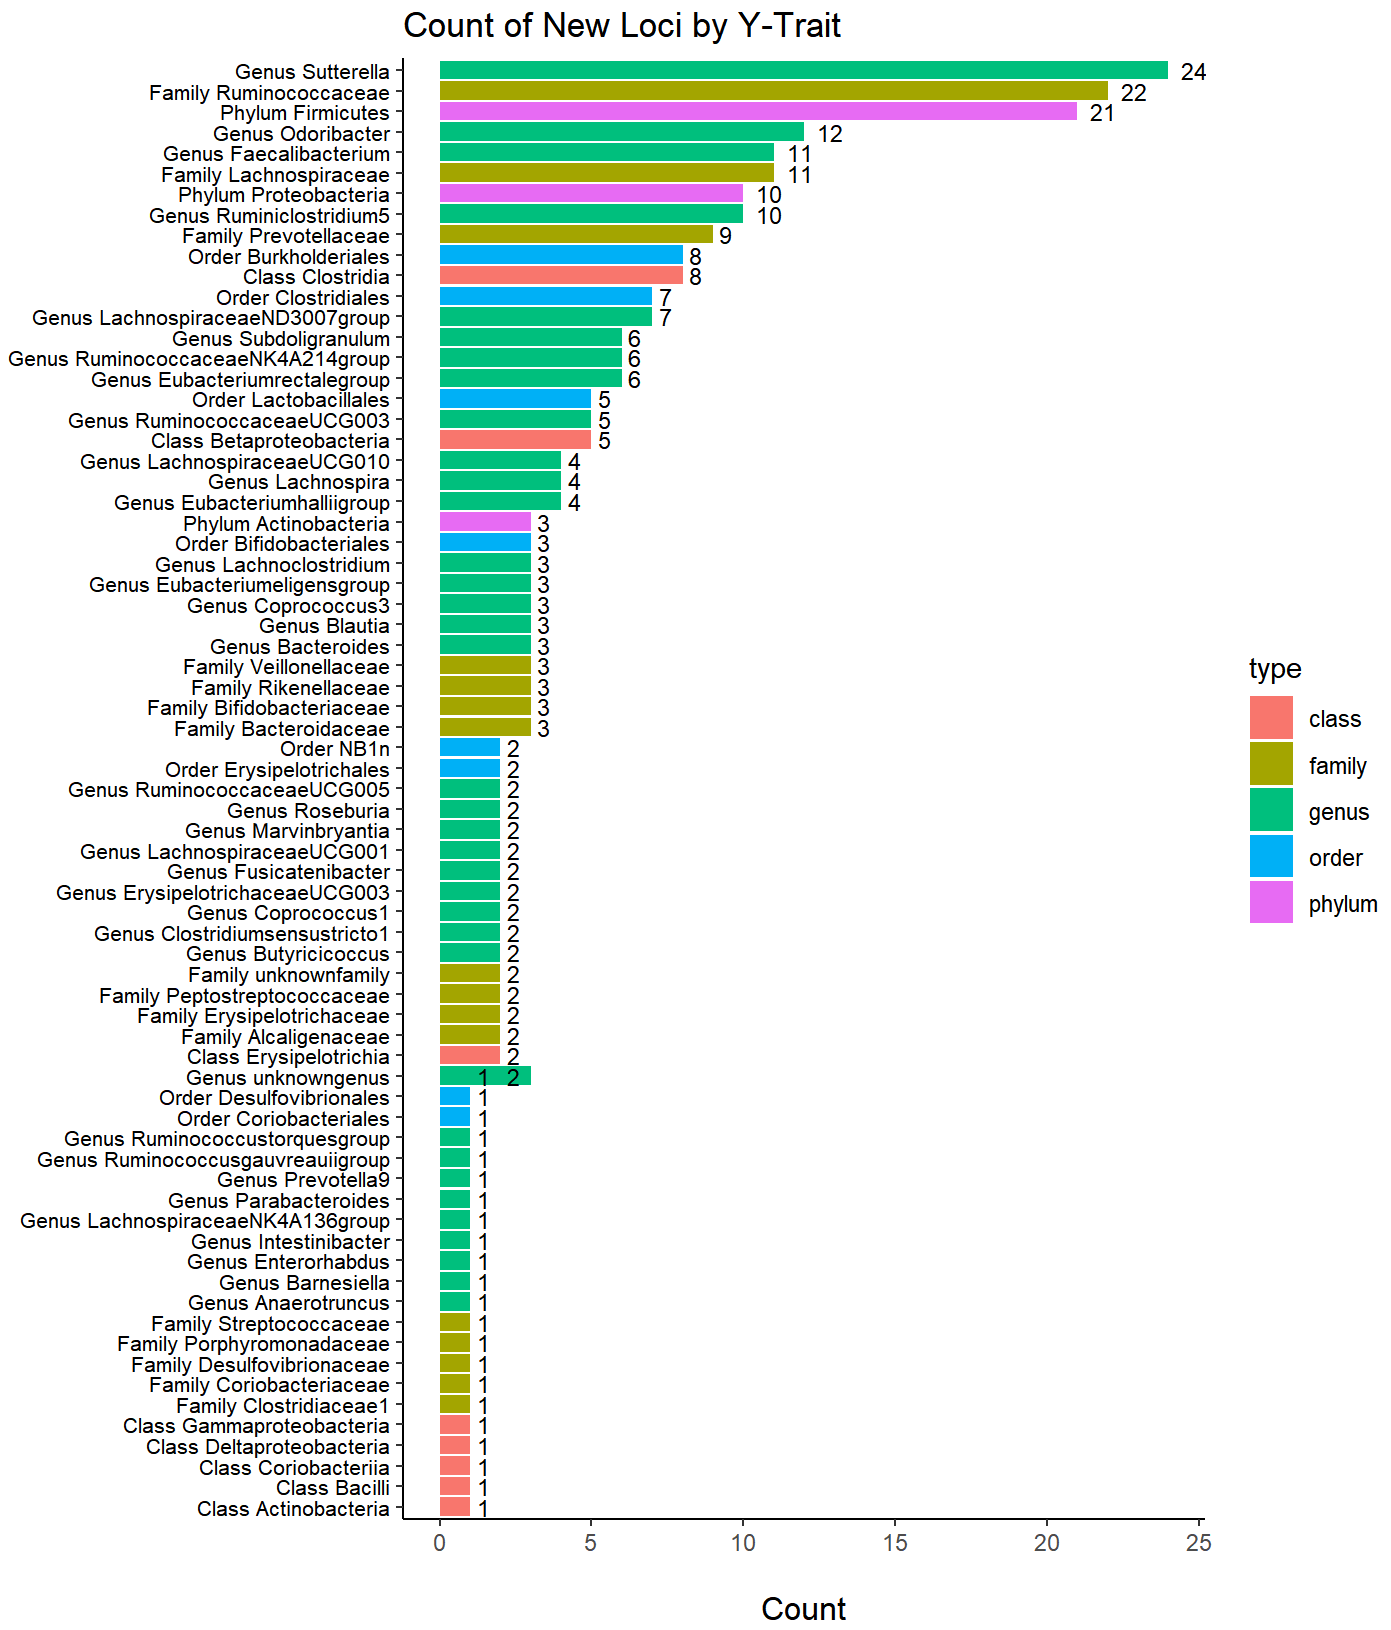 Count of New Loci by Y-Trait
Genus Sutterella 24
Family Ruminococcaceae 22
Phylum Firmicutes 21
Genus Odoribacter 12
Genus Faecalibacterium 11
Family Lachnospiraceae 11
Phylum Proteobacteria 10
Genus Ruminiclostridium5 10
Family Prevotellaceae 9
Order Burkholderiales 8
Class Clostridia 8
Order Clostridiales 7
Genus LachnospiraceaeND3007group 7
Genus Subdoligranulum 6
Genus RuminococcaceaeNK4A214group 6
Genus Eubacteriumrectalegroup 6
Order Lactobacillales 5
Genus RuminococcaceaeUCG003 5
Class Betaproteobacteria 5
Genus LachnospiraceaeUCG010 4
Genus Lachnospira 4
Genus Eubacteriumhalliigroup 4
Phylum Actinobacteria 3
Order Bifidobacteriales 3
Genus Lachnoclostridium 3
Genus Eubacteriumeligensgroup 3
Genus Coprococcus3 3
Genus Blautia 3
Genus Bacteroides 3
Family Veillonellaceae 3
Family Rikenellaceae 3
Family Bifidobacteriaceae 3
Family Bacteroidaceae 3
Order NB1n 2
Order Erysipelotrichales 2
Genus RuminococcaceaeUCG005 2
Genus Roseburia 2
Genus Marvinbryantia 2
Genus LachnospiraceaeUCG001 2
Genus Fusicatenibacter 2
Genus ErysipelotrichaceaeUCG003 2
Genus Coprococcus1 2
Genus Clostridiumsensustricto1 2
Genus Butyricicoccus 2
Family unknownfamily 2
Family Peptostreptococcaceae 2
Family Erysipelotrichaceae 2
Family Alcaligenaceae 2
Class Erysipelotrichia 2
Genus unknowngenus 1 2
Order Desulfovibrionales 1
Order Coriobacteriales 1
Genus Ruminococcustorquesgroup 1
Genus Ruminococcusgauvreauiigroup 1
Genus Prevotella9 1
Genus Parabacteroides 1
Genus LachnospiraceaeNK4A136group 1
Genus Intestinibacter 1
Genus Enterorhabdus 1
Genus Barnesiella 1
Genus Anaerotruncus 1
Family Streptococcaceae 1
Family Porphyromonadaceae 1
Family Desulfovibrionaceae 1
Family Coriobacteriaceae 1
Family Clostridiaceae1 1
Class Gammaproteobacteria 1
Class Deltaproteobacteria 1
Class Coriobacteriia 1
Class Bacilli 1
Class Actinobacteria 1
0 5 10 15 20 25
Count
type
class
family
genus
order
phylum